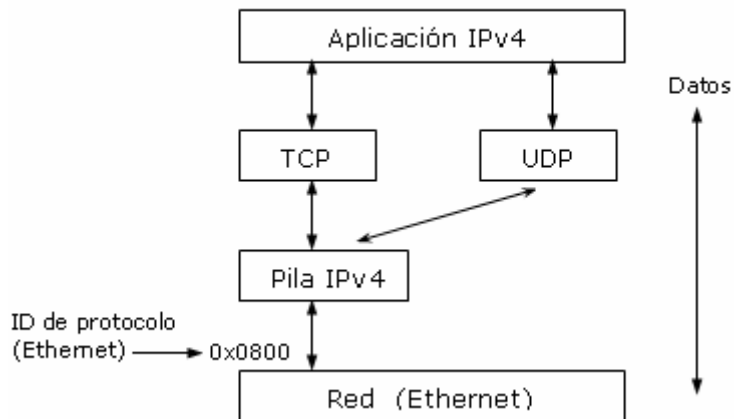 Aplicación IPv4
Datos
TCP
UDP
Pila IPv4
ID de protocolo
(Ethernet)
0x0800
Red (Ethernet)